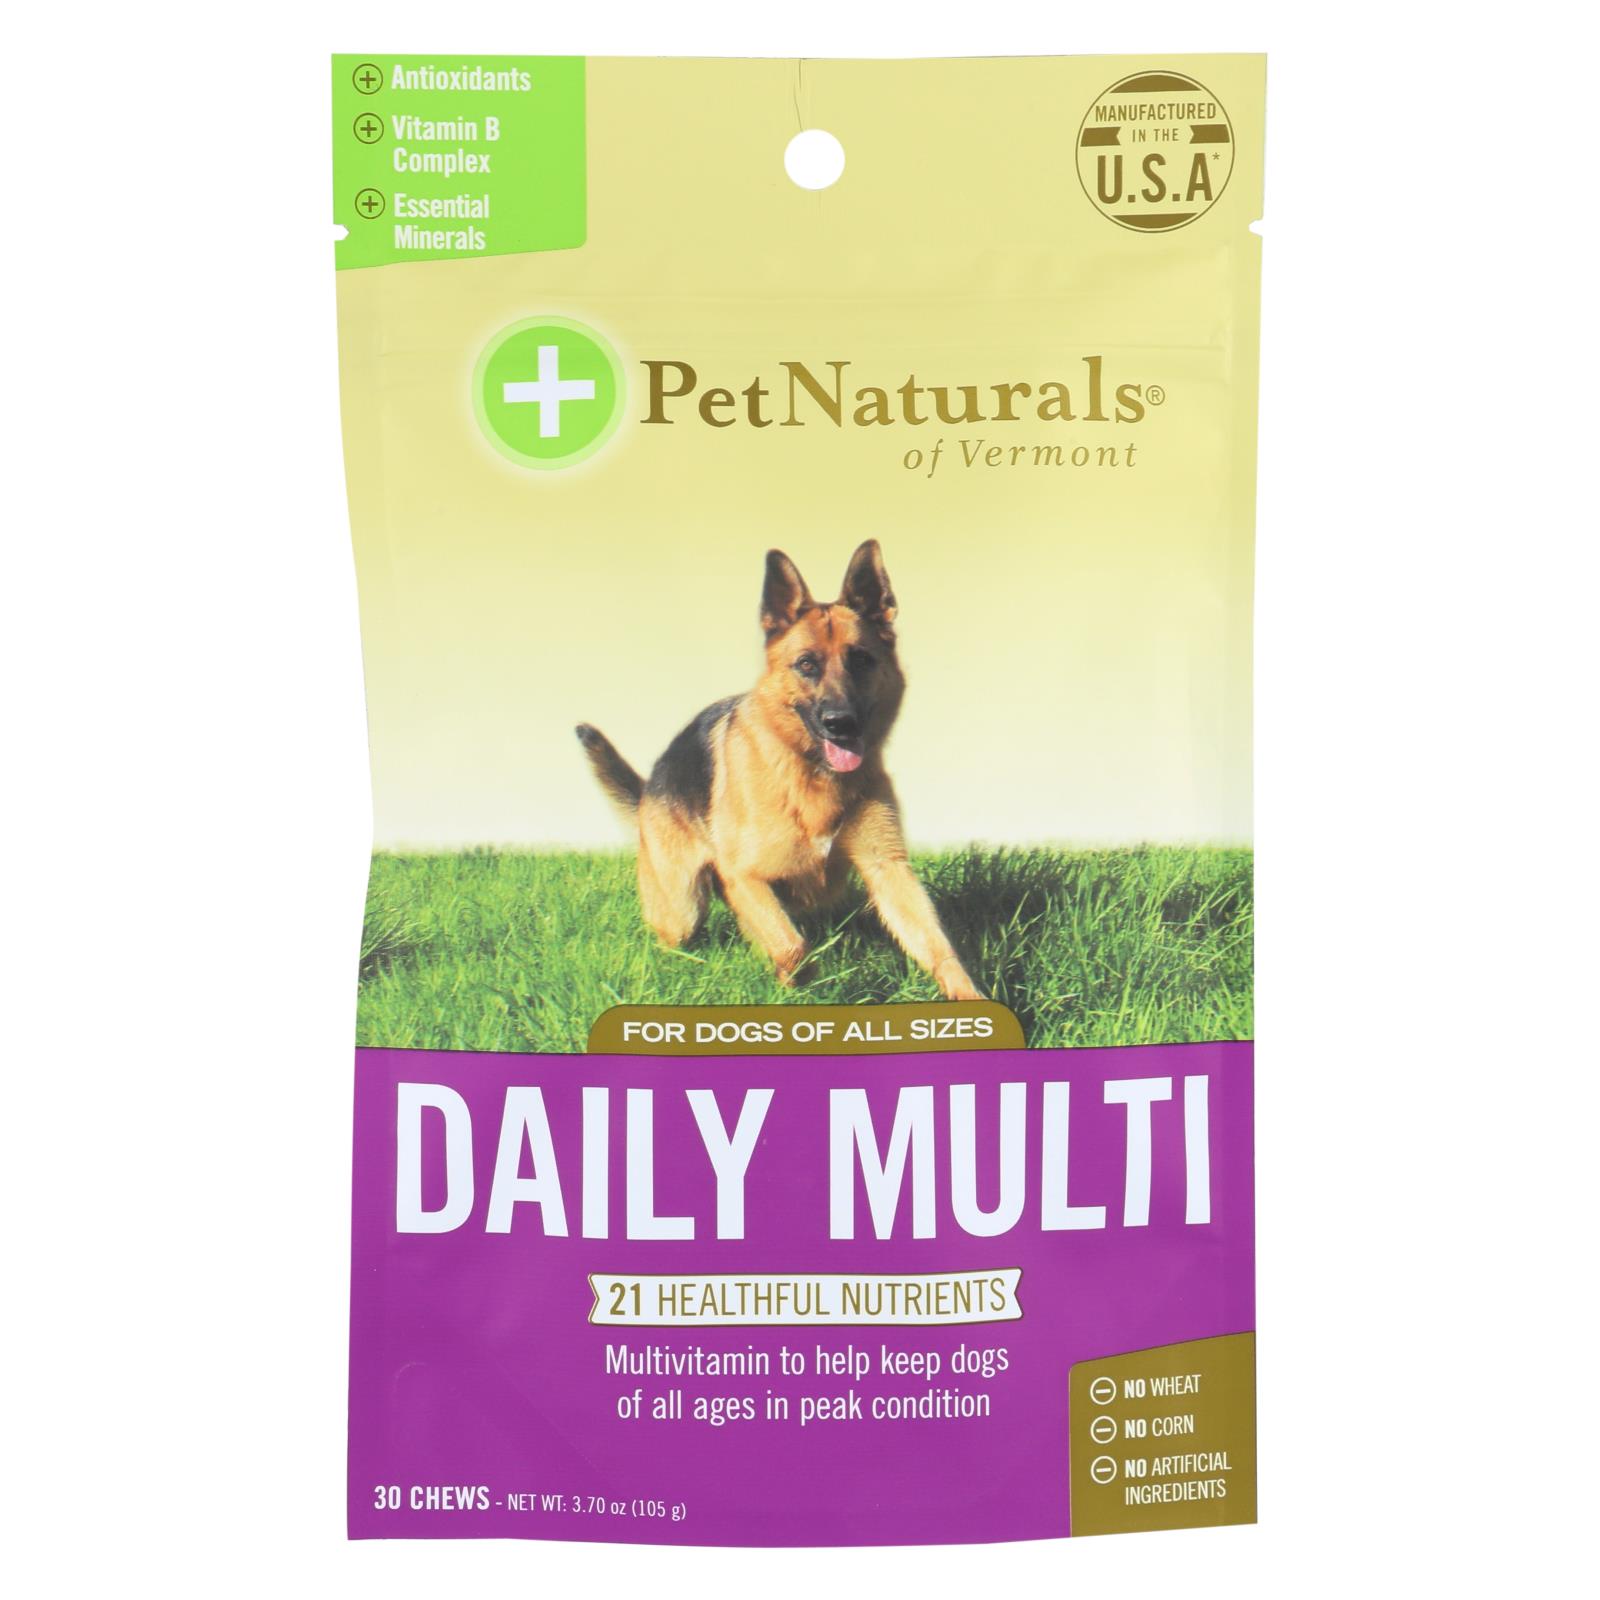 Antioxidants
Vitamin B
Complex
Essential
Minerals
MANUFACTURED
IN THE
U.S.A*
Pet Naturals®
of Vermont
FOR DOGS OF ALL SIZES
DAILY MULTI
21 HEALTHFUL NUTRIENTS
Multivitamin to help keep dogs
of all ages in peak condition
NO WHEAT
NO CORN
NO ARTIFICIAL
INGREDIENTS
30 CHEWS - NET WT: 3.70 oz (105 g)